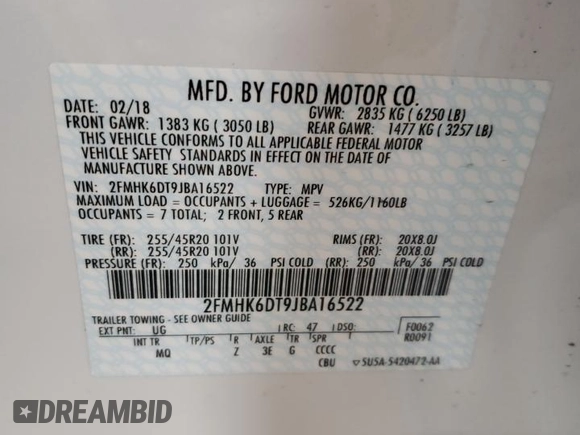 MFD. BY FORD MOTOR CO.
DATE: 02/18 GVWR: 2835 KG ( 6250 LB)
FRONT GAWR: 1383 KG ( 3050 LB) REAR GAWR: 1477 KG ( 3257 LB)
THIS VEHICLE CONFORMS TO ALL APPLICABLE FEDERAL MOTOR
VEHICLE SAFETY STANDARDS IN EFFECT ON THE DATE OF
MANUFACTURE SHOWN ABOVE.
VIN: 2FMHK6DT9JBA16522 TYPE: MPV
MAXIMUM LOAD = OCCUPANTS + LUGGAGE = 526KG/1160LB
OCCUPANTS = 7 TOTAL; 2 FRONT, 5 REAR
TIRE (FR): 255/45R20 101V RIMS (FR): 20X8.0J
(RR): 255/45R20 101V (RR): 20X8.0J
PRESSURE (FR): 250 kPa/ 36 PSI COLD (RR): 250 kPa/ 36 PSI COLD
2FMHK6DT9JBA16522
TRAILER TOWING - SEE OWNER GUIDE
EXT PNT: UG RC: 47 DSO: F0062
R0091
INT TR TP/PS R AXLE TR SPR
MQ Z 3E G CCCC
CBU ▽5U5A-5420472-AA
DREAMBID